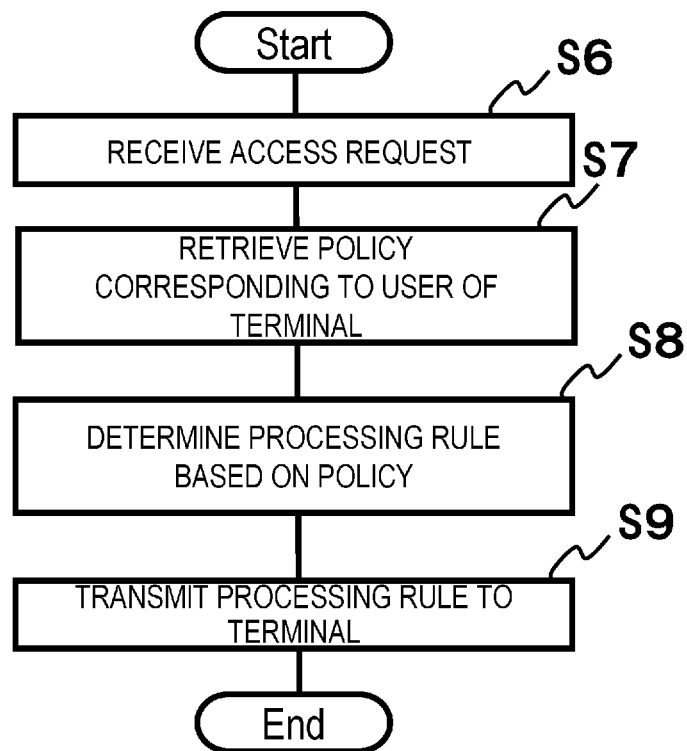 Start
S6
RECEIVE ACCESS REQUEST
S7
RETRIEVE POLICY
CORRESPONDING TO USER OF
TERMINAL
S8
DETERMINE PROCESSING RULE
BASED ON POLICY
S9
TRANSMIT PROCESSING RULE TO
TERMINAL
End